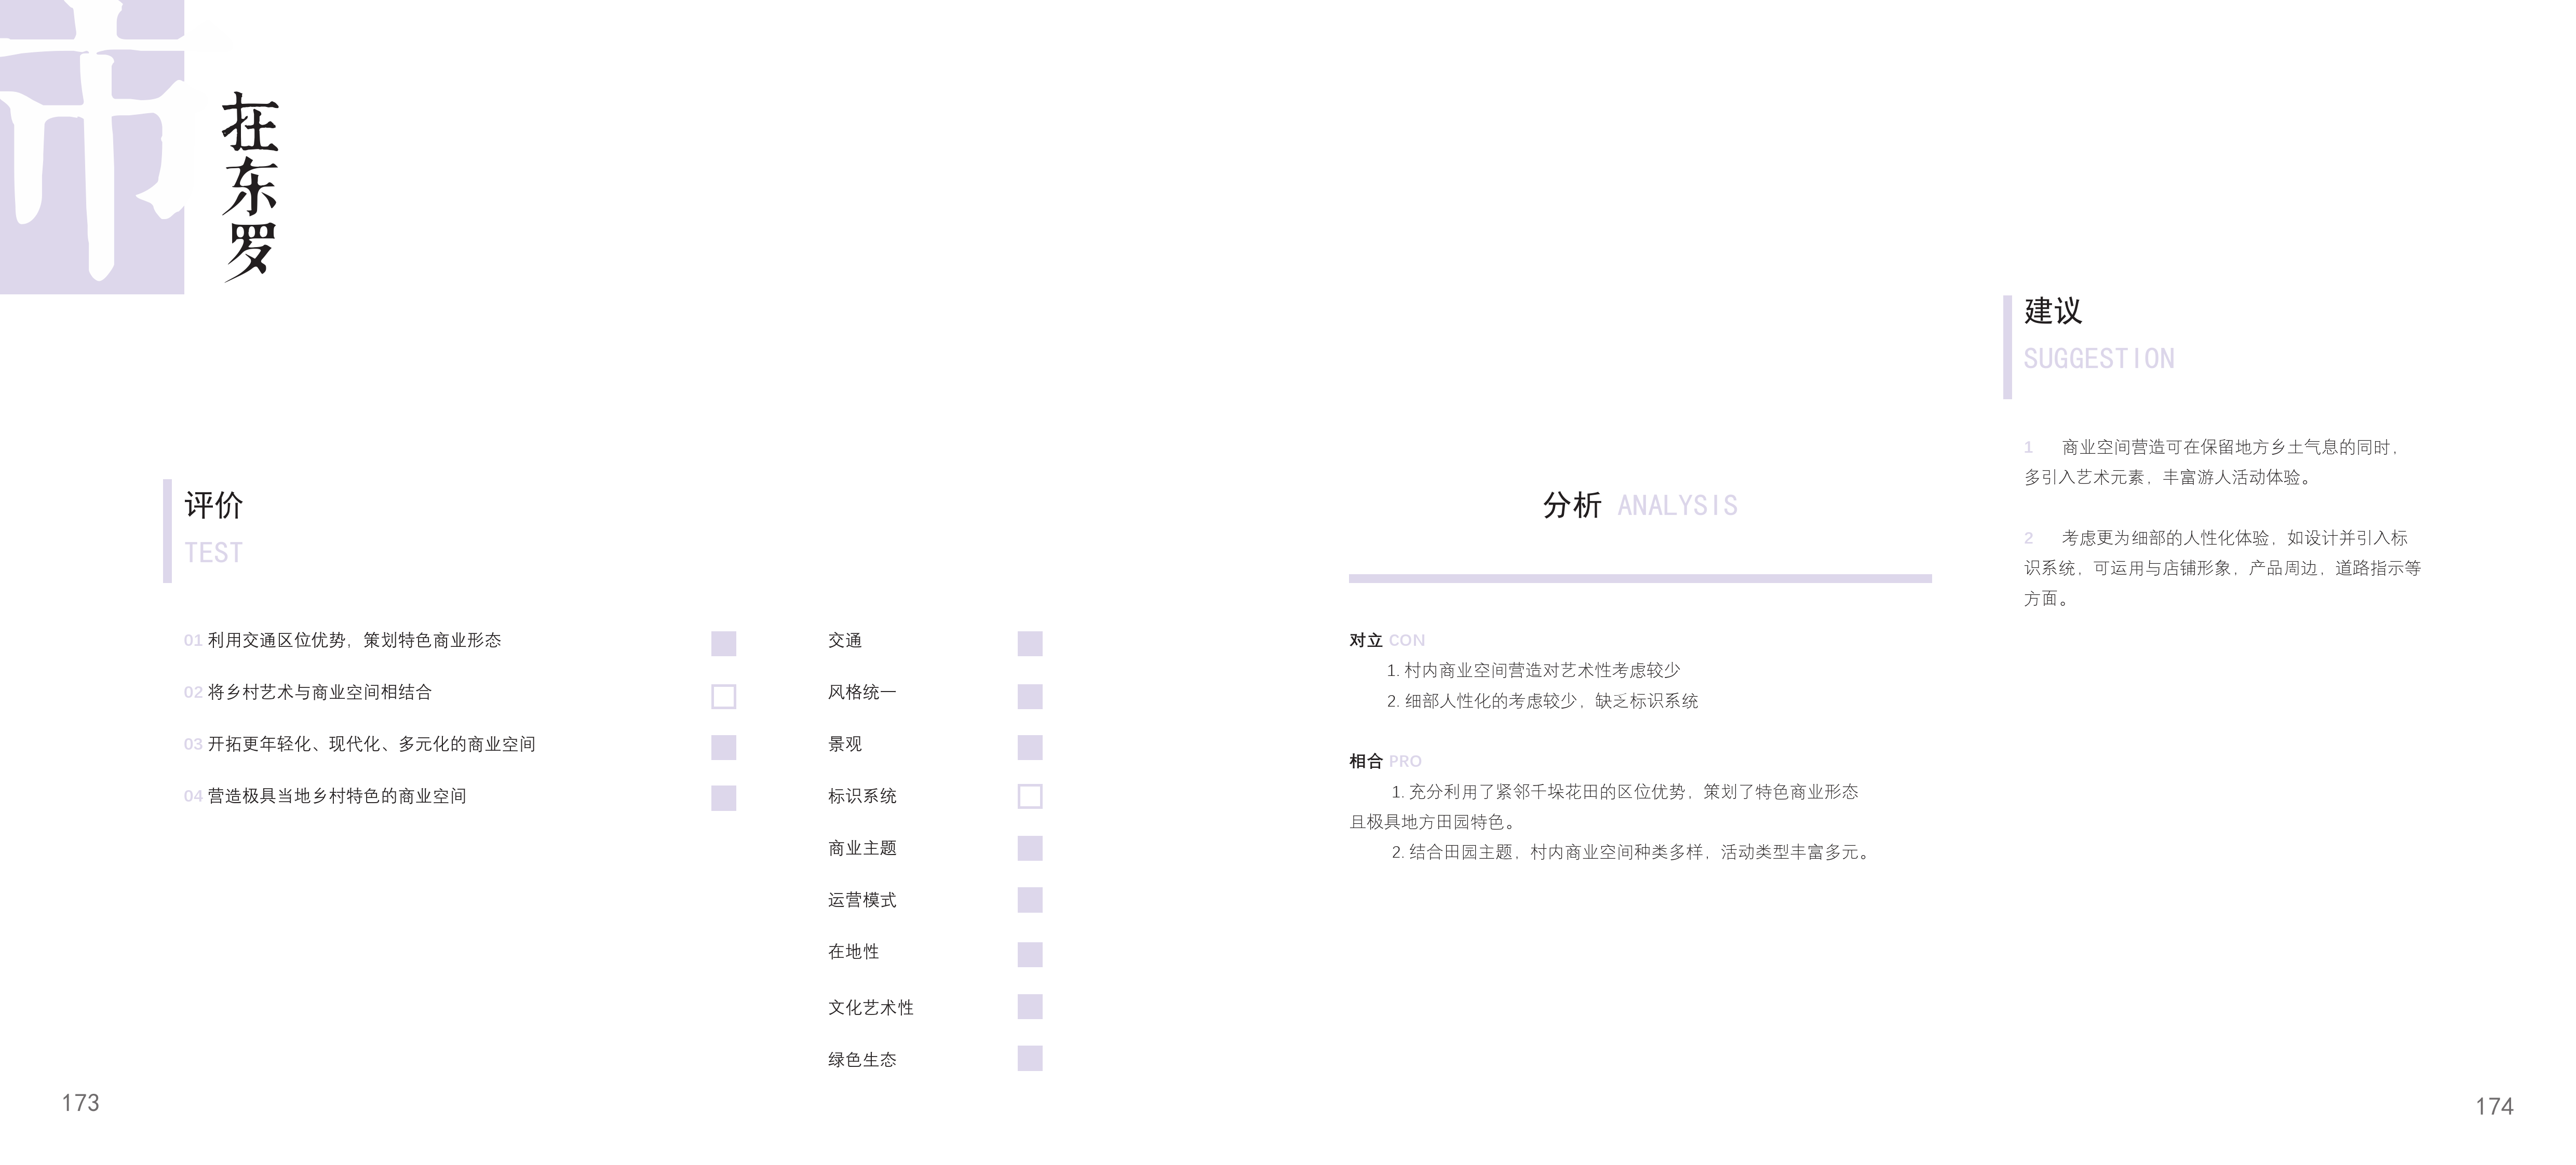 市
在东罗
评价
TEST
01 利用交通区位优势，策划特色商业形态
02 将乡村艺术与商业空间相结合
03 开拓更年轻化、现代化、多元化的商业空间
04 营造极具当地乡村特色的商业空间
交通
风格统一
景观
标识系统
商业主题
运营模式
在地性
文化艺术性
绿色生态
173
分析 ANALYSIS
对立 CON
1. 村内商业空间营造对艺术性考虑较少
2. 细部人性化的考虑较少，缺乏标识系统
相合 PRO
1. 充分利用了紧邻千垛花田的区位优势，策划了特色商业形态
且极具地方田园特色。
2. 结合田园主题，村内商业空间种类多样，活动类型丰富多元。
建议
SUGGESTION
1 商业空间营造可在保留地方乡土气息的同时，
多引入艺术元素，丰富游人活动体验。
2 考虑更为细部的人性化体验，如设计并引入标
识系统，可运用与店铺形象，产品周边，道路指示等
方面。
174